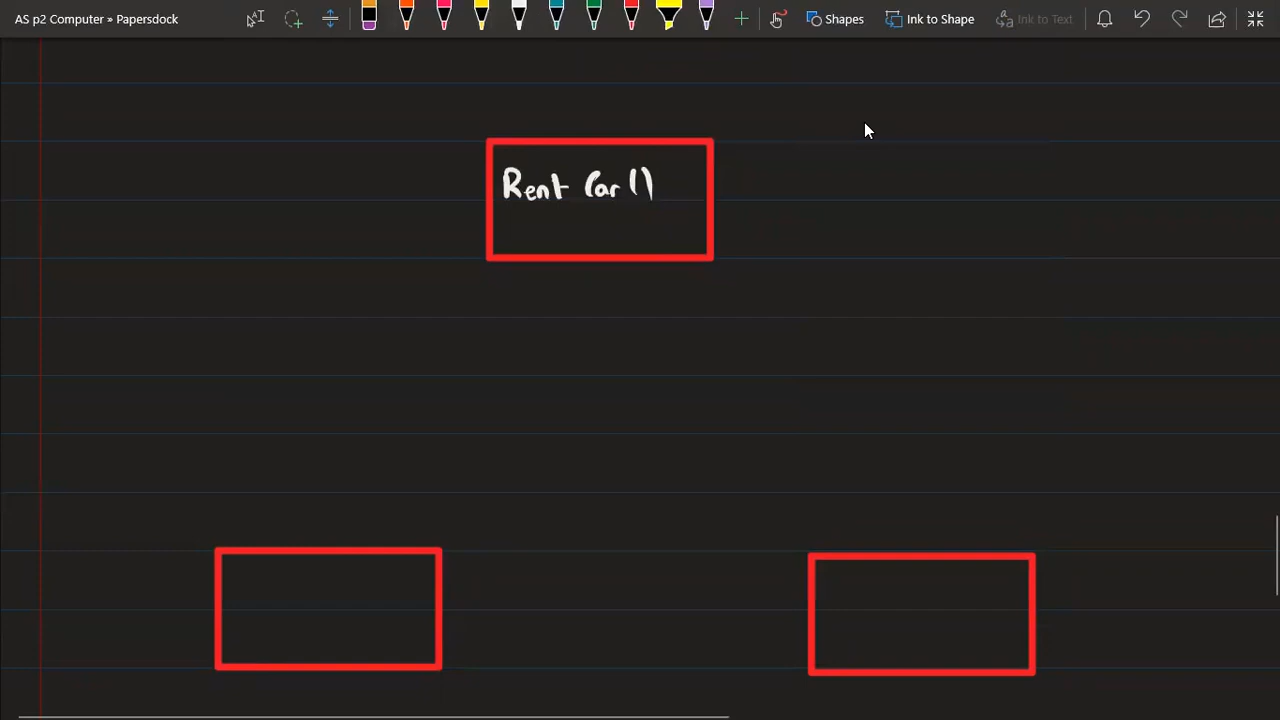 AS p2 Computer » Papersdock
Shapes
Ink to Shape
Ink to Text
Rent Car ()